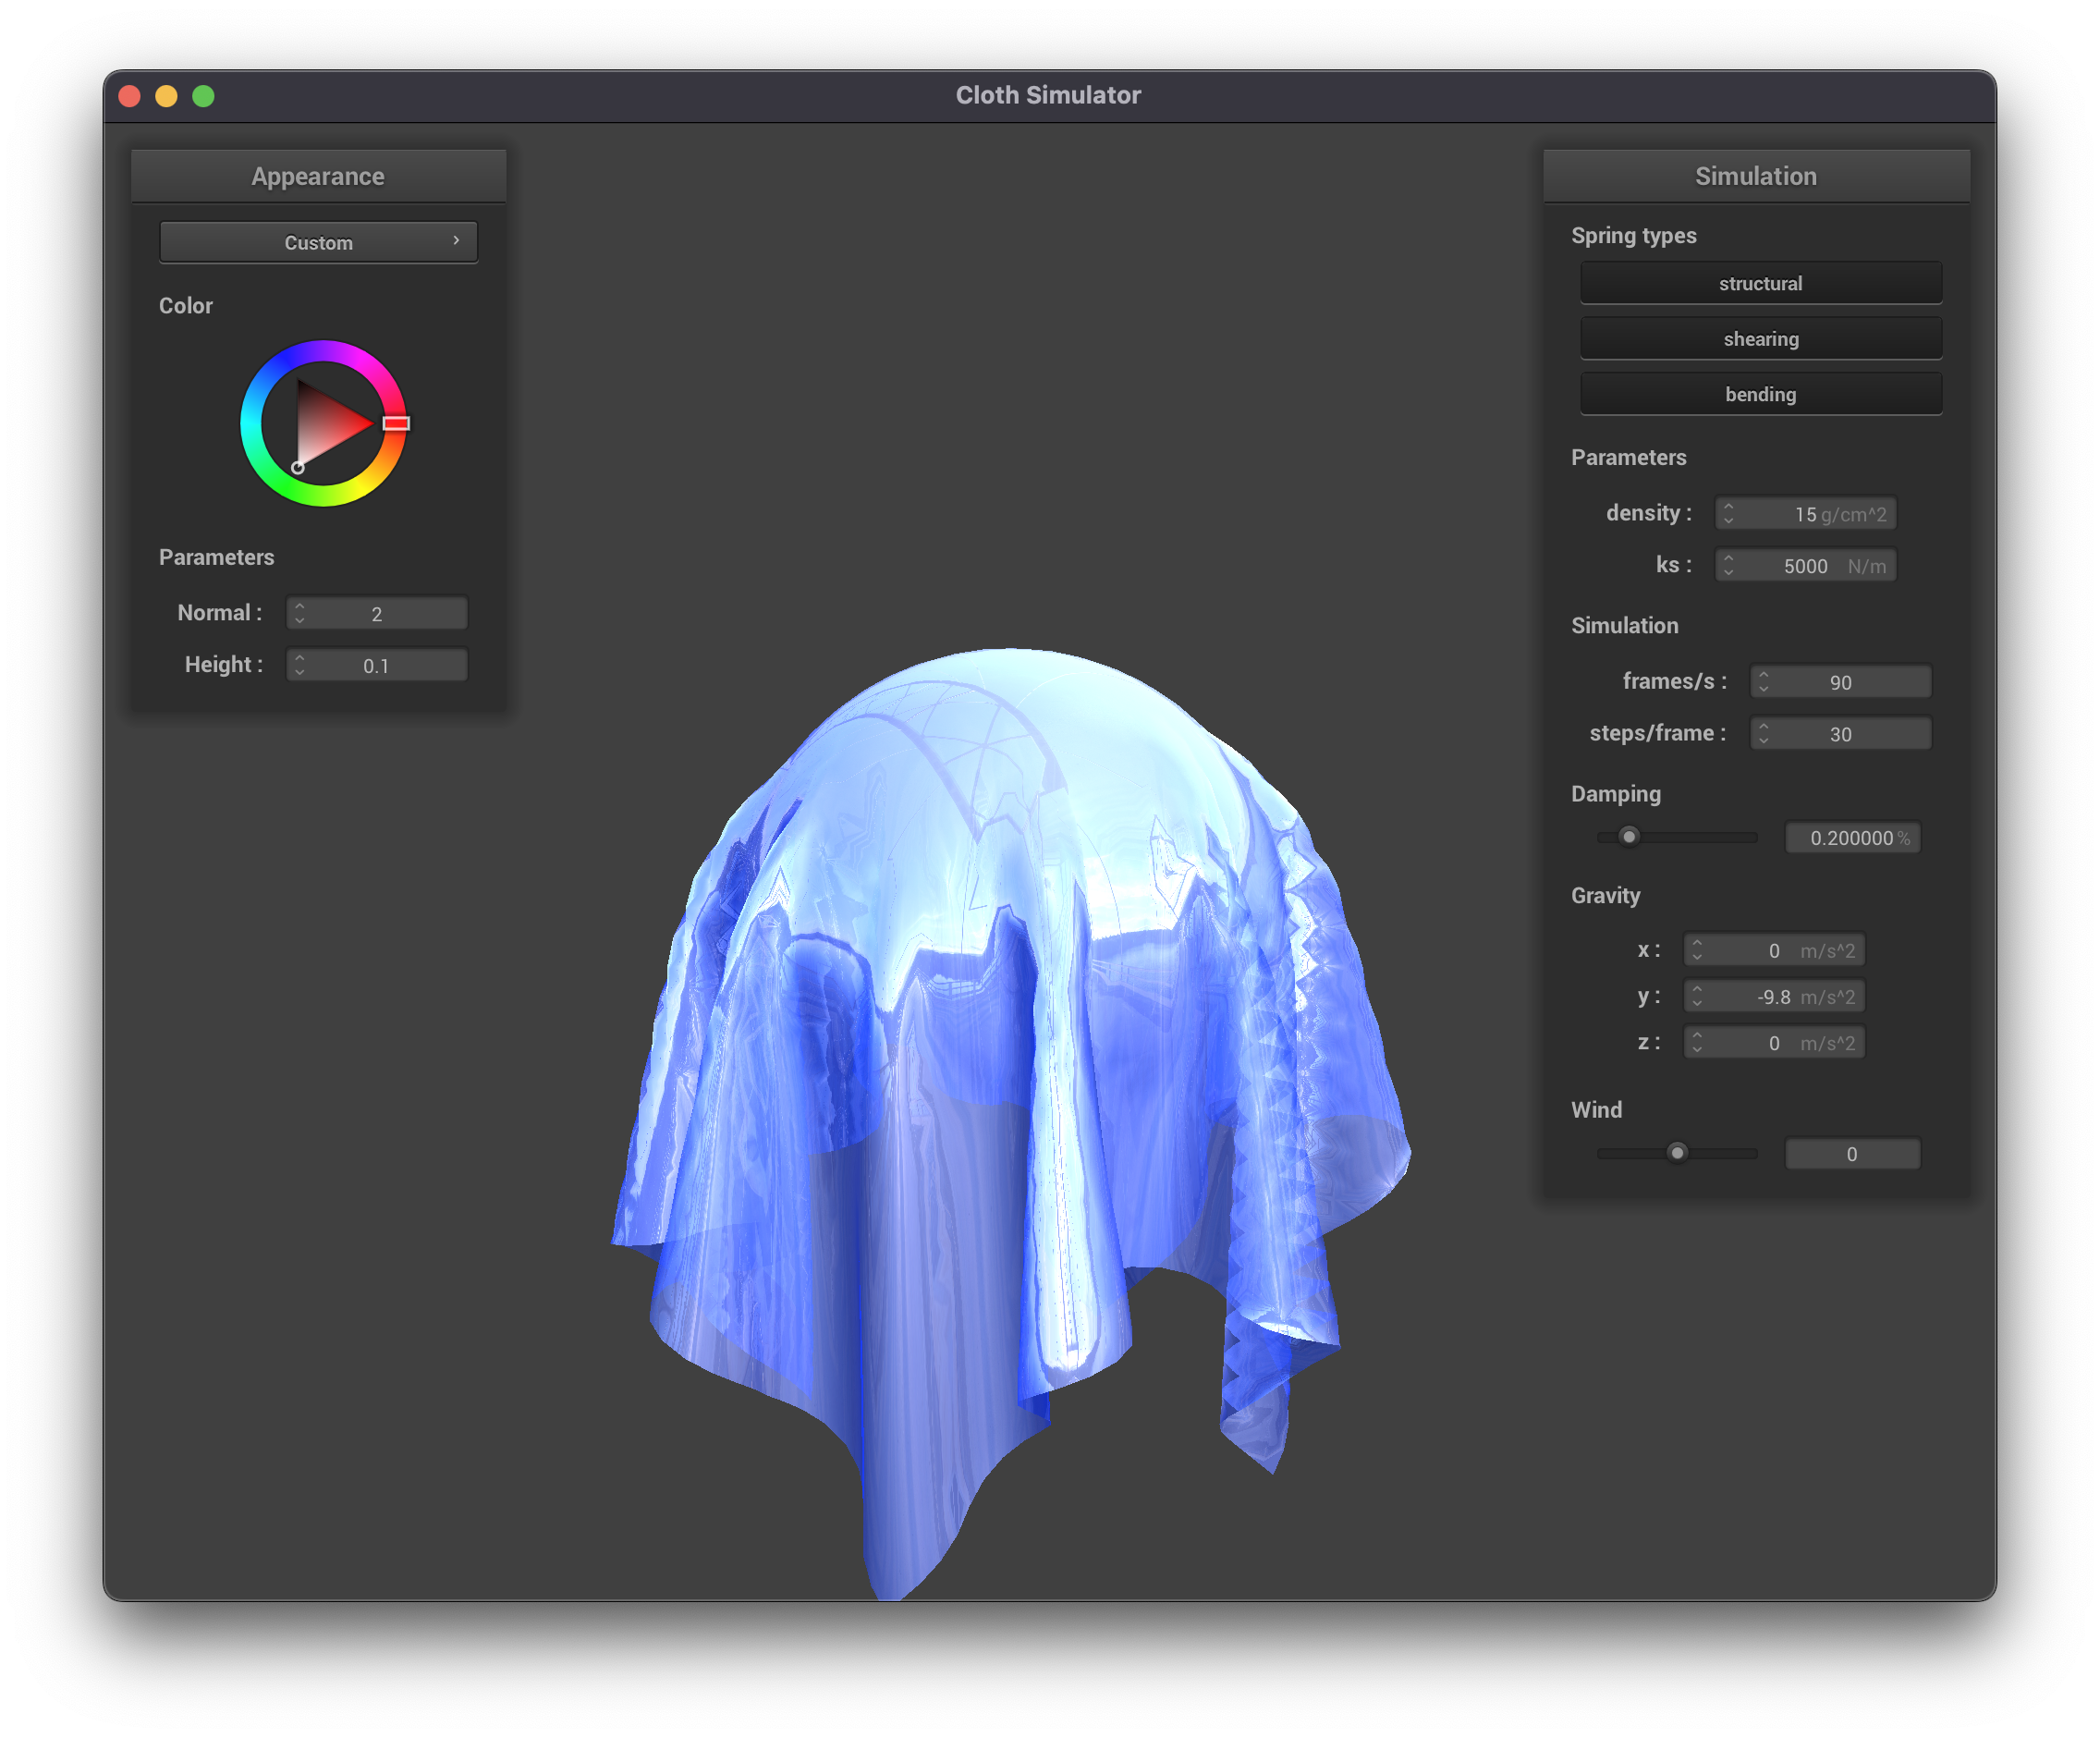 Cloth Simulator
Appearance
Custom
Color
Parameters
Normal : 2
Height : 0.1
Simulation
Spring types
structural
shearing
bending
Parameters
density : 15 g/cm^2
ks : 5000 N/m
Simulation
frames/s : 90
steps/frame : 30
Damping
0.200000 %
Gravity
x : 0 m/s^2
y : -9.8 m/s^2
z : 0 m/s^2
Wind
0